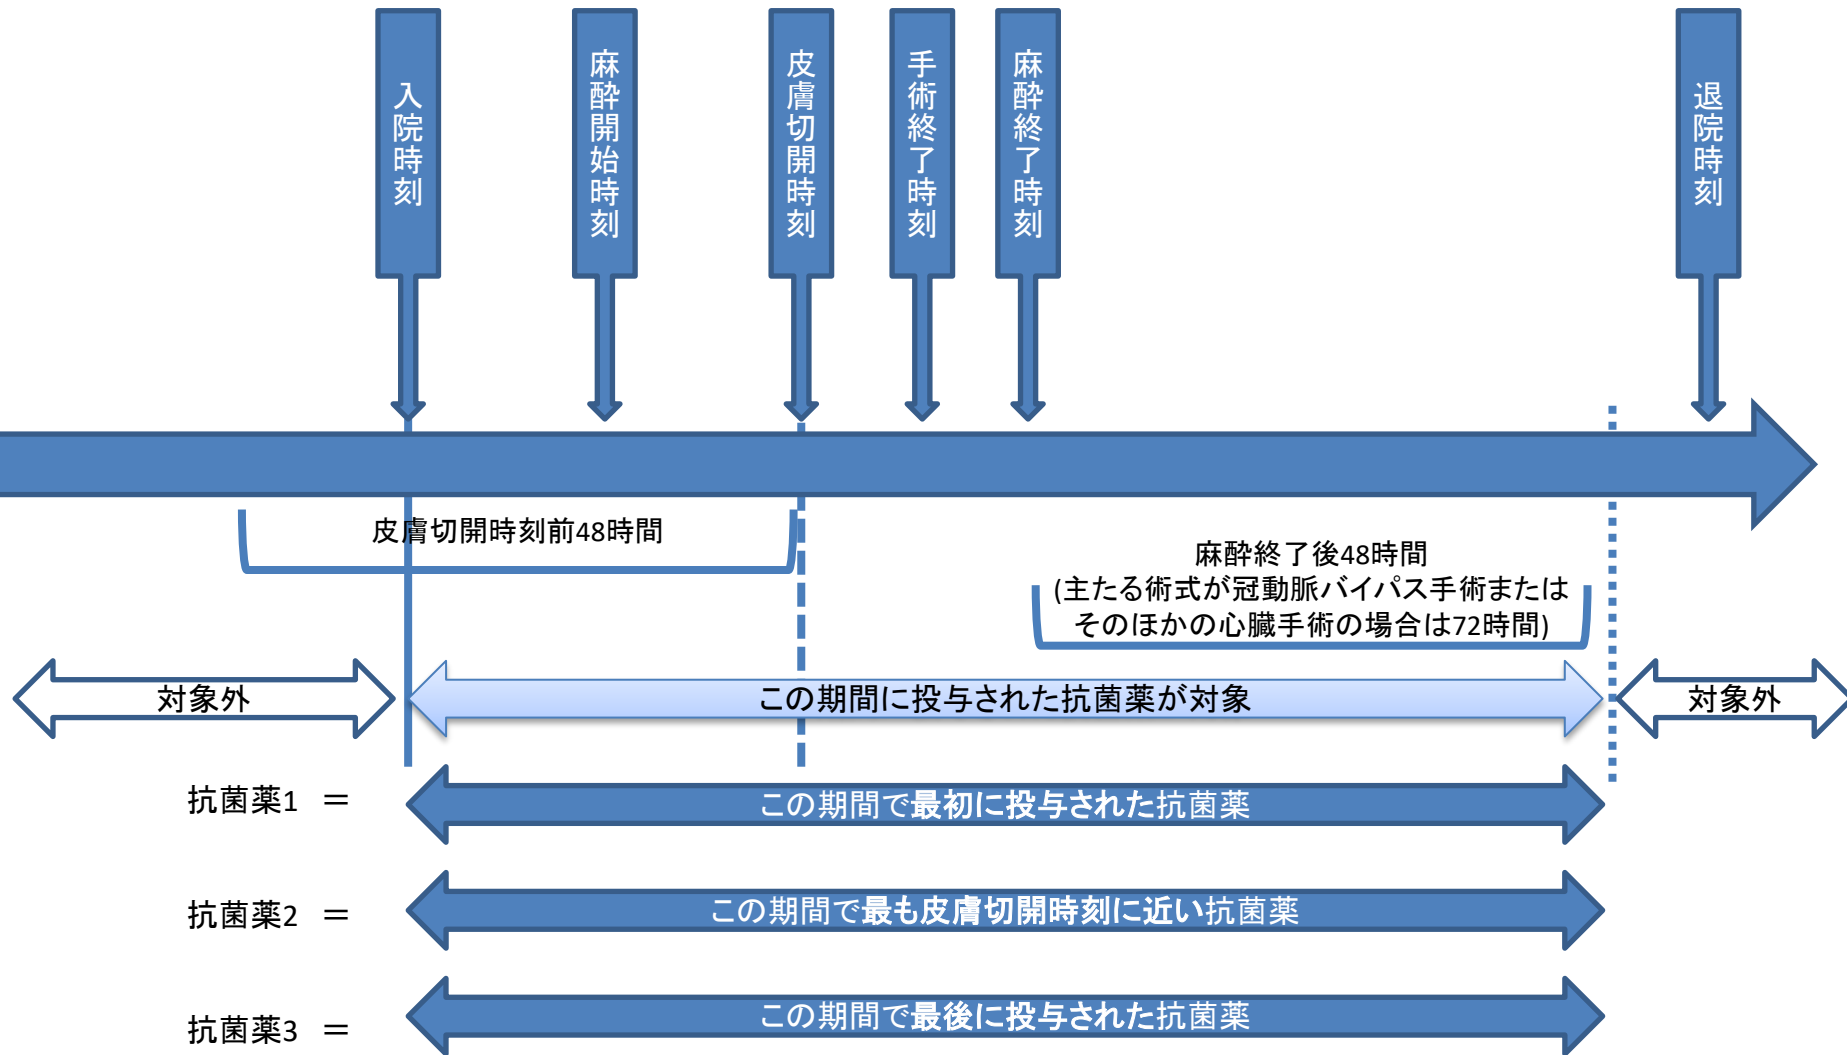 入院時刻
麻酔開始時刻
皮膚切開時刻
手術終了時刻
麻酔終了時刻
退院時刻
皮膚切開時刻前48時間
麻酔終了後48時間
(主たる術式が冠動脈バイパス手術または
そのほかの心臓手術の場合は72時間)
対象外
この期間に投与された抗菌薬が対象
対象外
抗菌薬1 ＝
この期間で最初に投与された抗菌薬
抗菌薬2 ＝
この期間で最も皮膚切開時刻に近い抗菌薬
抗菌薬3 ＝
この期間で最後に投与された抗菌薬